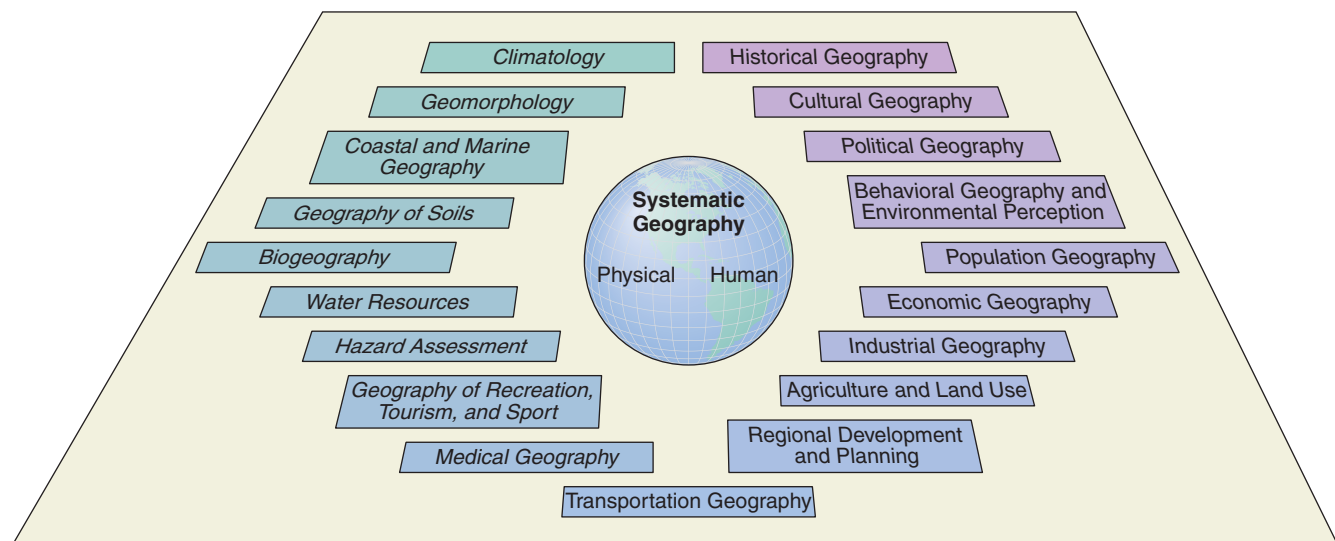 Climatology
Geomorphology
Coastal and Marine
Geography
Geography of Soils
Biogeography
Water Resources
Hazard Assessment
Geography of Recreation,
Tourism, and Sport
Medical Geography
Transportation Geography
Systematic
Geography
Physical
Human
Historical Geography
Cultural Geography
Political Geography
Behavioral Geography and
Environmental Perception
Population Geography
Economic Geography
Industrial Geography
Agriculture and Land Use
Regional Development
and Planning